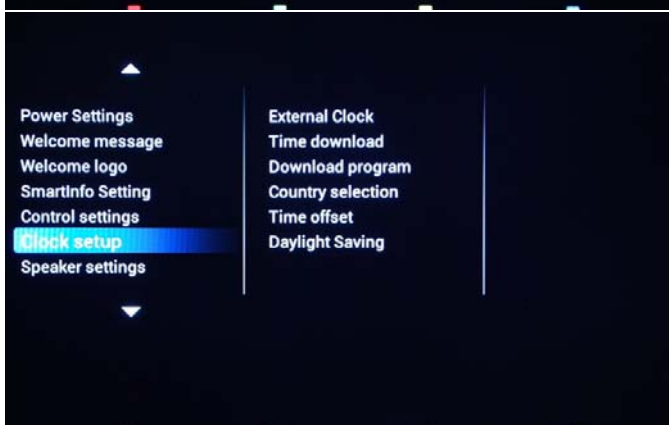 Power Settings
Welcome message
Welcome logo
SmartInfo Setting
Control settings
Clock setup
Speaker settings
External Clock
Time download
Download program
Country selection
Time offset
Daylight Saving